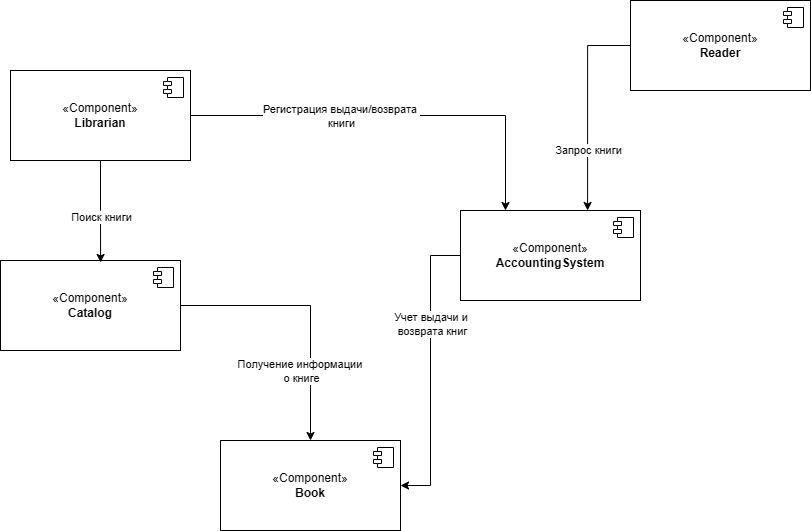 «Component»
Reader
«Component»
Librarian
Регистрация выдачи/возврата
книги
Запрос книги
Поиск книги
«Component»
AccountingSystem
«Component»
Catalog
Учет выдачи и
возврата книг
Получение информации
о книге
«Component»
Book